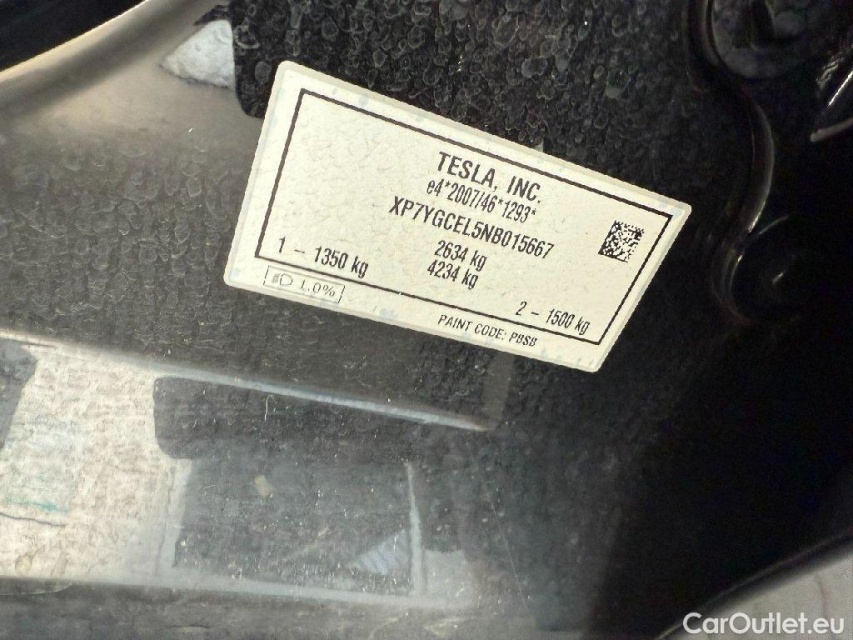 TESLA, INC.
e4*2007/46*1293*
XP7YGCEL5NB015667
2634 kg
4234 kg
1 - 1350 kg
2 - 1500 kg
1.0%
PAINT CODE: PBSB
CarOutlet.eu